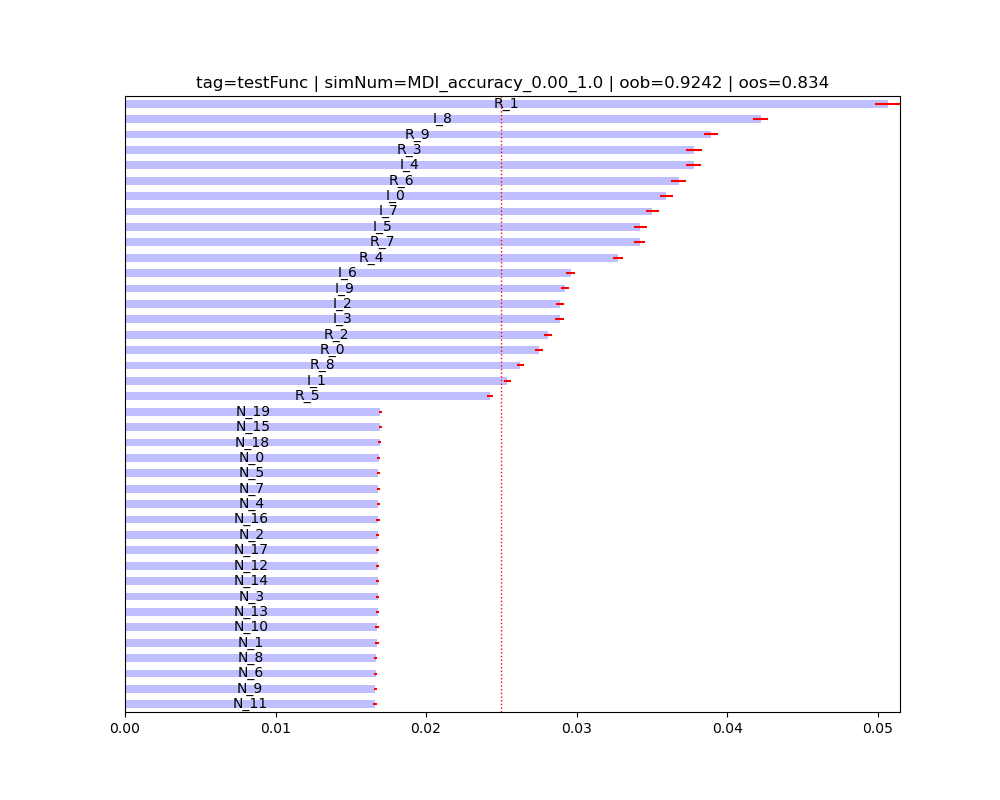 tag=testFunc | simNum=MDI_accuracy_0.00_1.0 | oob=0.9242 | oos=0.834
R_1
I_8
R_9
R_3
I_4
R_6
I_0
I_7
I_5
R_7
R_4
I_6
I_9
I_2
I_3
R_2
R_0
R_8
I_1
R_5
N_19
N_15
N_18
N_0
N_5
N_7
N_4
N_16
N_2
N_17
N_12
N_14
N_3
N_13
N_10
N_1
N_8
N_6
N_9
N_11
0.00 0.01 0.02 0.03 0.04 0.05